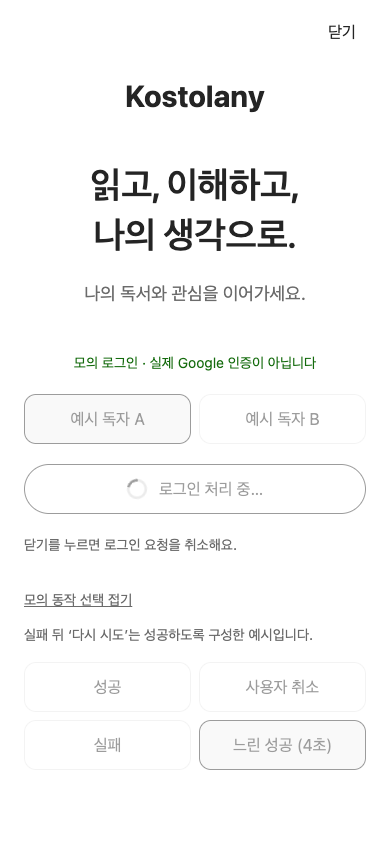 닫기
Kostolany
읽고, 이해하고,
나의 생각으로.
나의 독서와 관심을 이어가세요.
모의 로그인 · 실제 Google 인증이 아닙니다
예시 독자 A
예시 독자 B
로그인 처리 중…
닫기를 누르면 로그인 요청을 취소해요.
모의 동작 선택 접기
실패 뒤 ‘다시 시도’는 성공하도록 구성한 예시입니다.
성공
사용자 취소
실패
느린 성공 (4초)